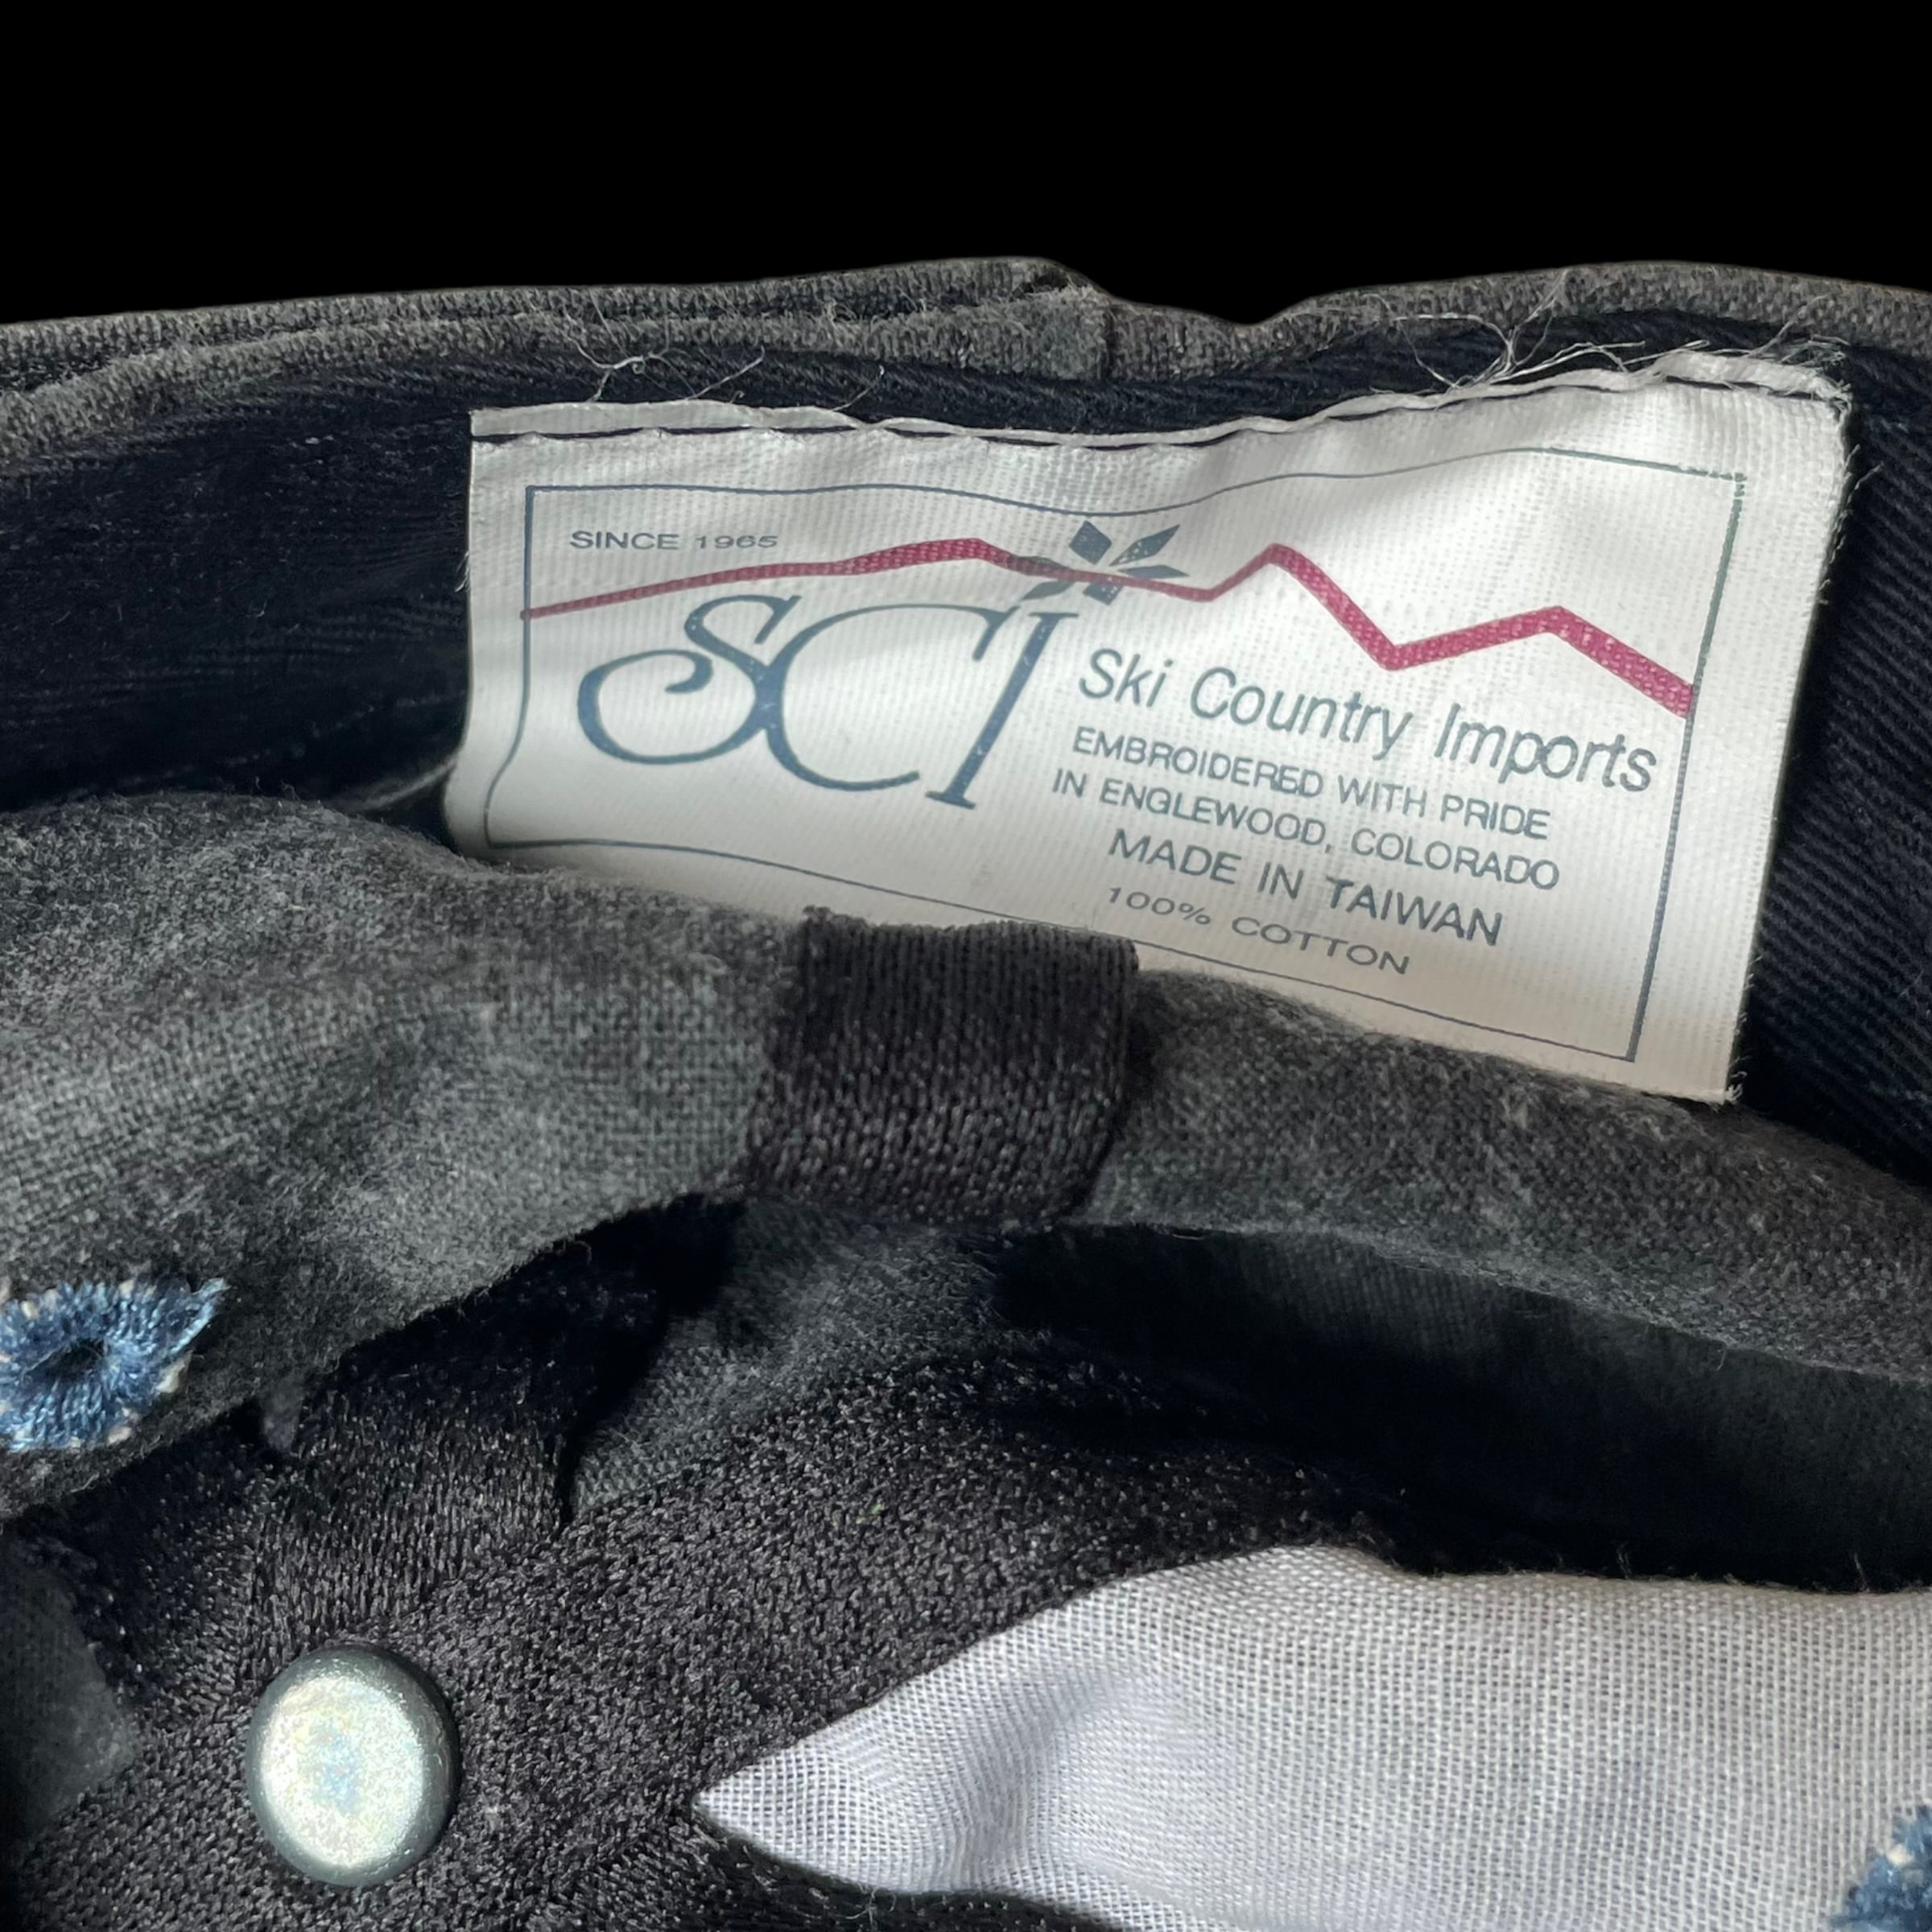 SINCE 1965
SCI
Ski Country Imports
EMBROIDERED WITH PRIDE
IN ENGLEWOOD, COLORADO
MADE IN TAIWAN
100% COTTON